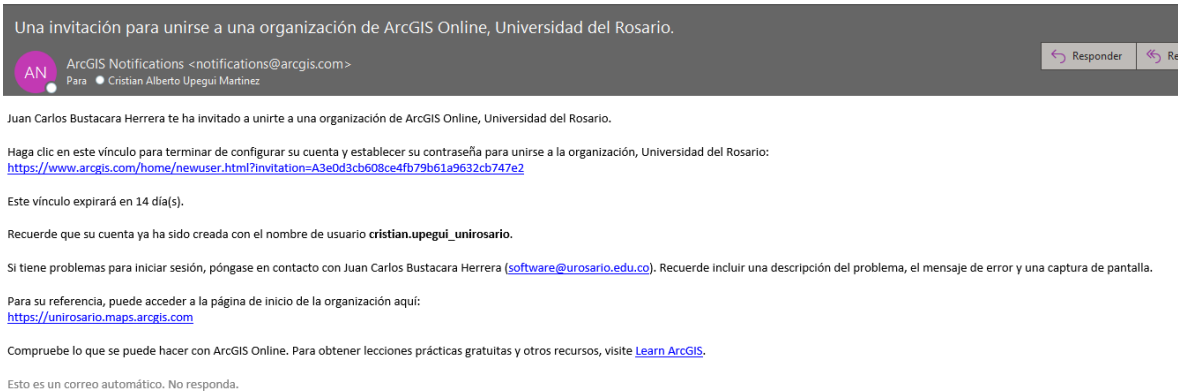 Una invitación para unirse a una organización de ArcGIS Online, Universidad del Rosario.
AN
ArcGIS Notifications <notifications@arcgis.com>
Para Cristian Alberto Upegui Martinez
Responder
Re
Juan Carlos Bustacara Herrera te ha invitado a unirte a una organización de ArcGIS Online, Universidad del Rosario.
Haga clic en este vínculo para terminar de configurar su cuenta y establecer su contraseña para unirse a la organización, Universidad del Rosario:
https://www.arcgis.com/home/newuser.html?invitation=A3e0d3cb608ce4fb79b61a9632cb747e2
Este vínculo expirará en 14 día(s).
Recuerde que su cuenta ya ha sido creada con el nombre de usuario cristian.upegui_unirosario.
Si tiene problemas para iniciar sesión, póngase en contacto con Juan Carlos Bustacara Herrera (software@urosario.edu.co). Recuerde incluir una descripción del problema, el mensaje de error y una captura de pantalla.
Para su referencia, puede acceder a la página de inicio de la organización aquí:
https://unirosario.maps.arcgis.com
Compruebe lo que se puede hacer con ArcGIS Online. Para obtener lecciones prácticas gratuitas y otros recursos, visite Learn ArcGIS.
Esto es un correo automático. No responda.